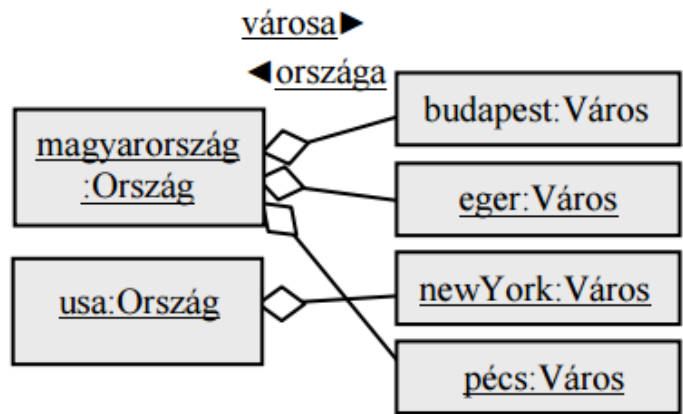 városa▶
◀országa
magyarország
:Ország
budapest:Város
eger:Város
usa:Ország
newYork:Város
pécs:Város